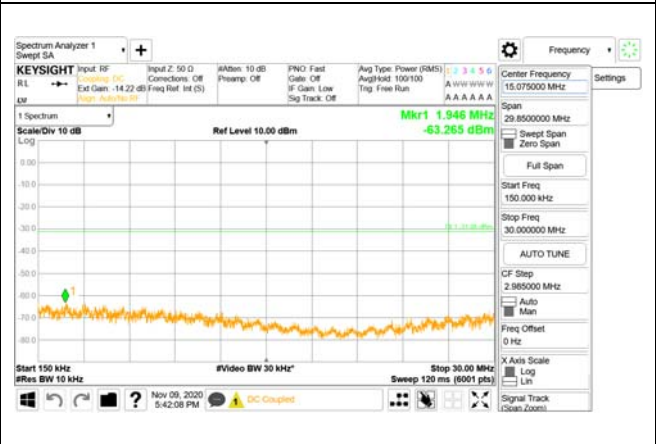 Spectrum Analyzer 1
Swept SA
Frequency
KEYSIGHT
RL
Input: RF
Coupling: DC
Ext Gain: -14.22 dB
Align: Auto/No RF
Input Z: 50 Ω
Corrections: Off
Freq Ref: Int (S)
#Atten: 10 dB
Preamp: Off
PNO: Fast
Gate: Off
IF Gain: Low
Sig Track: Off
Avg Type: Power (RMS)
Avg|Hold: 100/100
Trig: Free Run
1 2 3 4 5 6
A WW WW W
A A A A A A
1 Spectrum
Scale/Div 10 dB
Log
Ref Level 10.00 dBm
Mkr1 1.946 MHz
-63.265 dBm
0.00
-10.0
-20.0
-30.0
-40.0
-50.0
-60.0
-70.0
-80.0
1
Start 150 kHz
#Res BW 10 kHz
#Video BW 30 kHz*
Stop 30.00 MHz
Sweep 120 ms (6001 pts)
?
Nov 09, 2020
5:42:08 PM
DC Coupled
Center Frequency
15.075000 MHz
Settings
Span
29.8500000 MHz
Swept Span
Zero Span
Full Span
Start Freq
150.000 kHz
Stop Freq
30.000000 MHz
AUTO TUNE
CF Step
2.985000 MHz
Auto
Man
Freq Offset
0 Hz
X Axis Scale
Log
Lin
Signal Track
(Span Zoom)